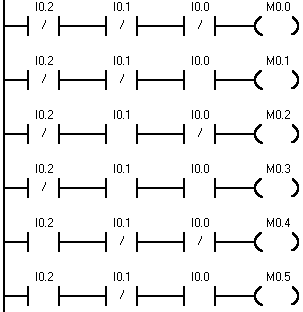 I0.2 I0.1 I0.0 M0.0
/ / /
I0.2 I0.1 I0.0 M0.1
/ /
I0.2 I0.1 I0.0 M0.2
/ /
I0.2 I0.1 I0.0 M0.3
/
I0.2 I0.1 I0.0 M0.4
/ /
I0.2 I0.1 I0.0 M0.5
/